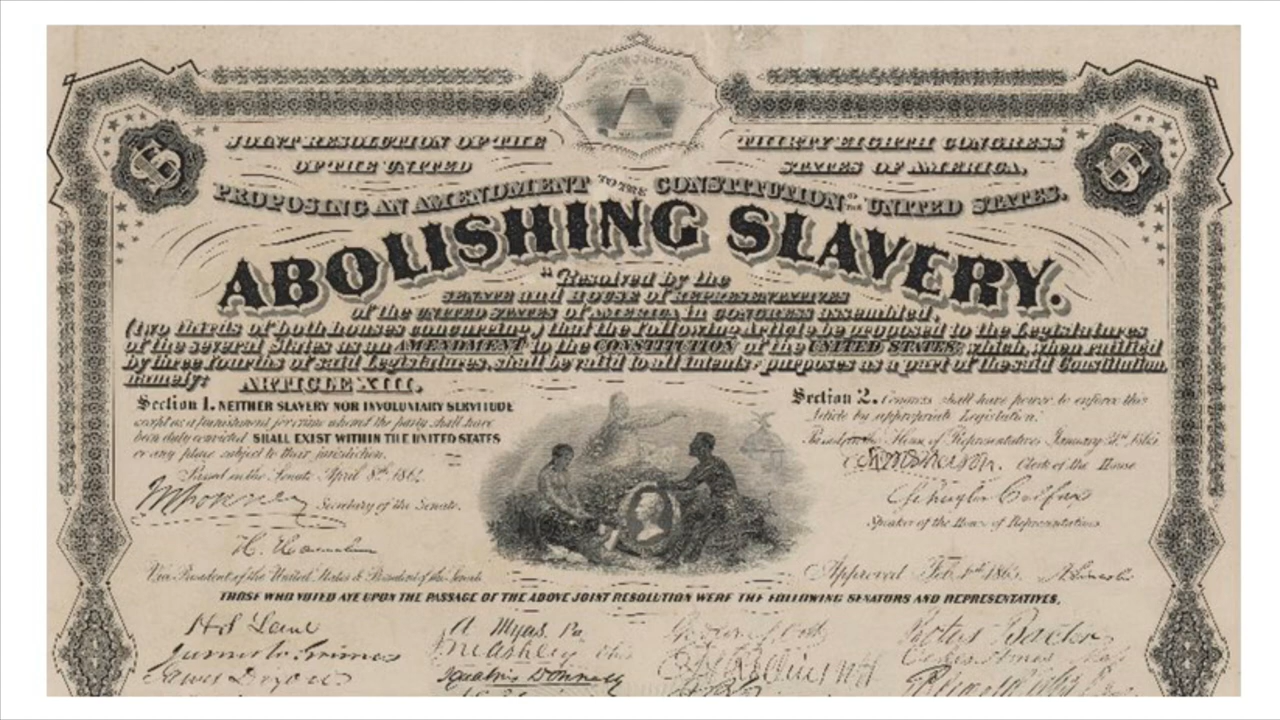 JOINT RESOLUTION OF THE THIRTY EIGHTH CONGRESS
OF THE UNITED STATES OF AMERICA,
PROPOSING AN AMENDMENT TO THE CONSTITUTION OF THE UNITED STATES.
ABOLISHING SLAVERY.
"Resolved by the
SENATE and HOUSE of REPRESENTATIVES
of the UNITED STATES of AMERICA in CONGRESS assembled,
(two thirds of both houses concurring,) that the following Article be proposed to the Legislatures
of the several States as an AMENDMENT to the CONSTITUTION of the UNITED STATES; which, when ratified
by three fourths of said Legislatures, shall be valid to all intents & purposes as a part of the said Constitution,
namely: ARTICLE XIII,
Section 1. NEITHER SLAVERY NOR INVOLUNTARY SERVITUDE
except as a punishment for crime whereof the party shall have
been duly convicted SHALL EXIST WITHIN THE UNITED STATES
or any place subject to their jurisdiction.
Passed in the Senate April 8th 1864
Secretary of the Senate.
H. Hamlin
Vice President of the United States & President of the Senate
Section 2. Congress shall have power to enforce this
Article by appropriate Legislation.
Passed in the House of Representatives January 31st 1865
Clerk of the House
Schuyler Colfax
Speaker of the House of Representatives
Approved Feb. 1st 1865. A. Lincoln
THOSE WHO VOTED AYE UPON THE PASSAGE OF THE ABOVE JOINT RESOLUTION WERE THE FOLLOWING SENATORS AND REPRESENTATIVES,
H S Lane
James W. Grimes
A Myers, Pa
J M Ashley Ohio
Ignatius Donnelly
Portus Baxter
Oakes Ames